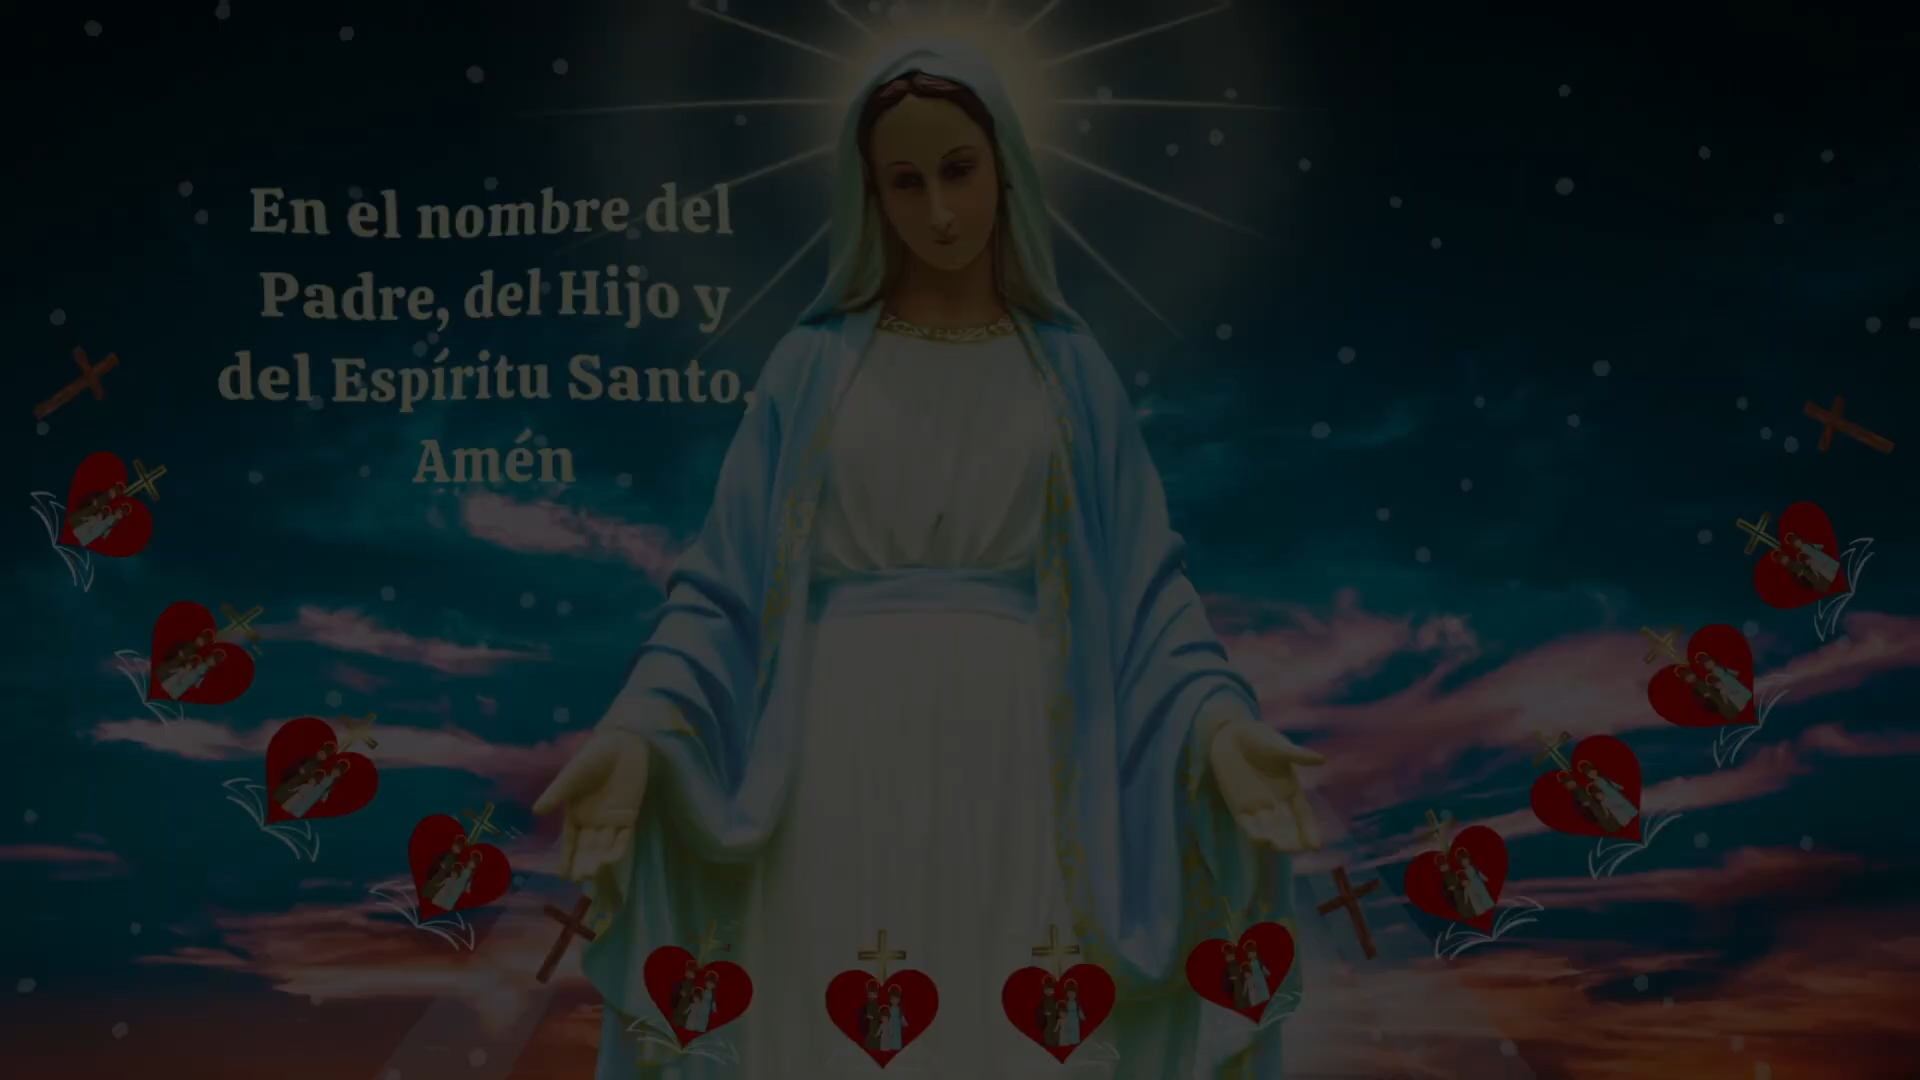 En el nombre del
Padre, del Hijo y
del Espíritu Santo,
Amén